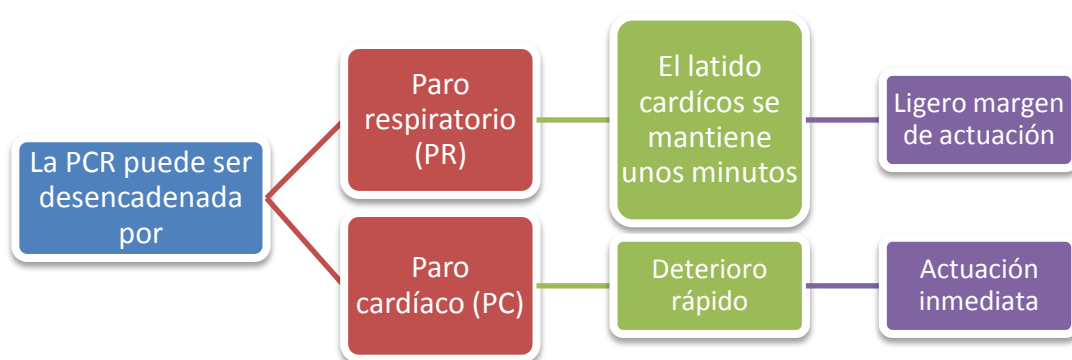 La PCR puede ser
desencadenada
por
Paro
respiratorio
(PR)
El latido
cardícos se
mantiene
unos minutos
Ligero margen
de actuación
Paro
cardíaco (PC)
Deterioro
rápido
Actuación
inmediata